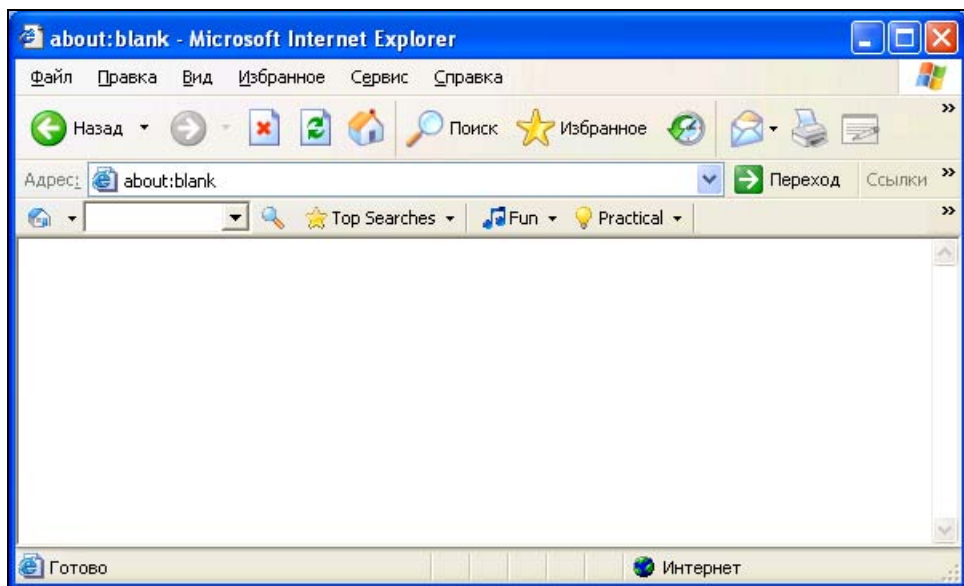 about:blank - Microsoft Internet Explorer
Файл Правка Вид Избранное Сервис Справка
Назад Поиск Избранное »
Адрес: about:blank Переход Ссылки »
Top Searches Fun Practical »
Готово Интернет